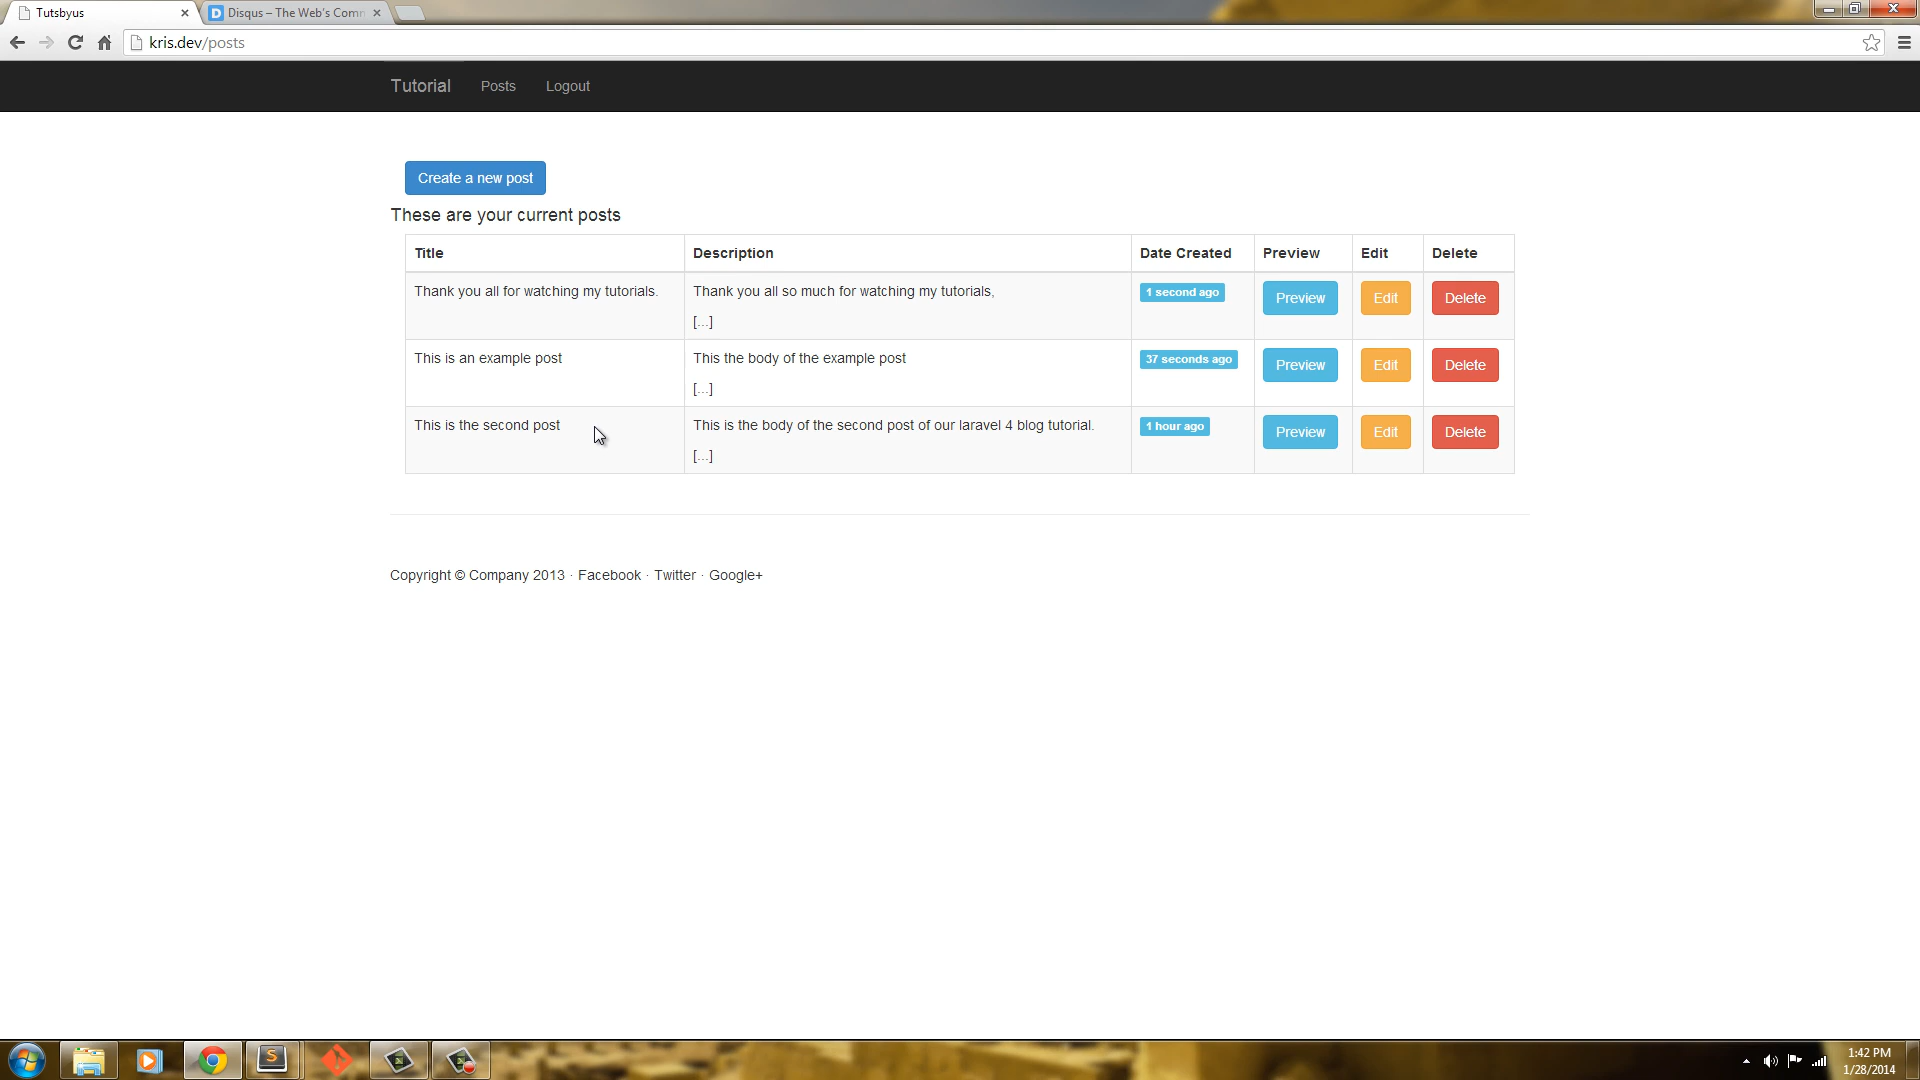 Tutsbyus
Disqus – The Web's Comm
kris.dev/posts
Tutorial Posts Logout
Create a new post
These are your current posts
Title Description Date Created Preview Edit Delete
Thank you all for watching my tutorials. Thank you all so much for watching my tutorials, 1 second ago Preview Edit Delete
[...]
This is an example post This the body of the example post 37 seconds ago Preview Edit Delete
[...]
This is the second post This is the body of the second post of our laravel 4 blog tutorial. 1 hour ago Preview Edit Delete
[...]
Copyright © Company 2013 · Facebook · Twitter · Google+
1:42 PM
1/28/2014